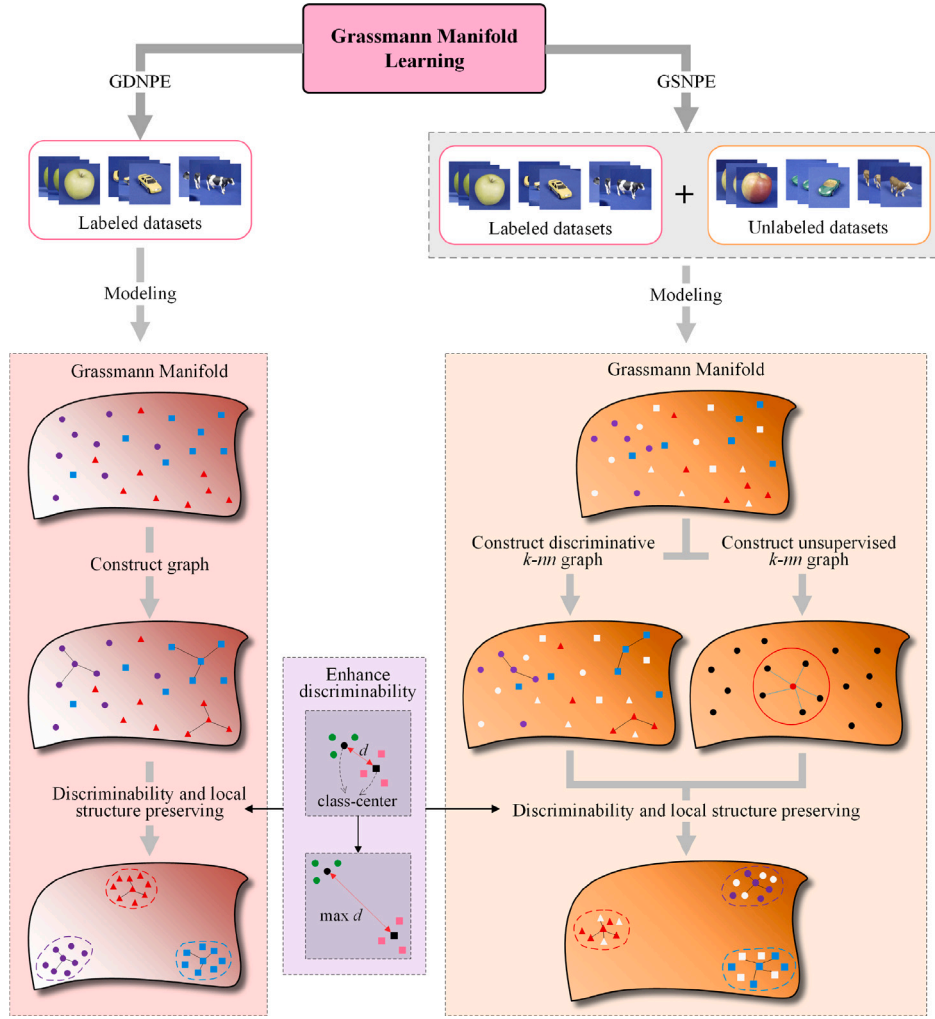 Grassmann Manifold
Learning
GDNPE
GSNPE
Labeled datasets
Labeled datasets
+
Unlabeled datasets
Modeling
Modeling
Grassmann Manifold
Grassmann Manifold
Construct graph
Construct discriminative
k-nn graph
Construct unsupervised
k-nn graph
Enhance
discriminability
d
class-center
max d
Discriminability and local
structure preserving
Discriminability and local structure preserving